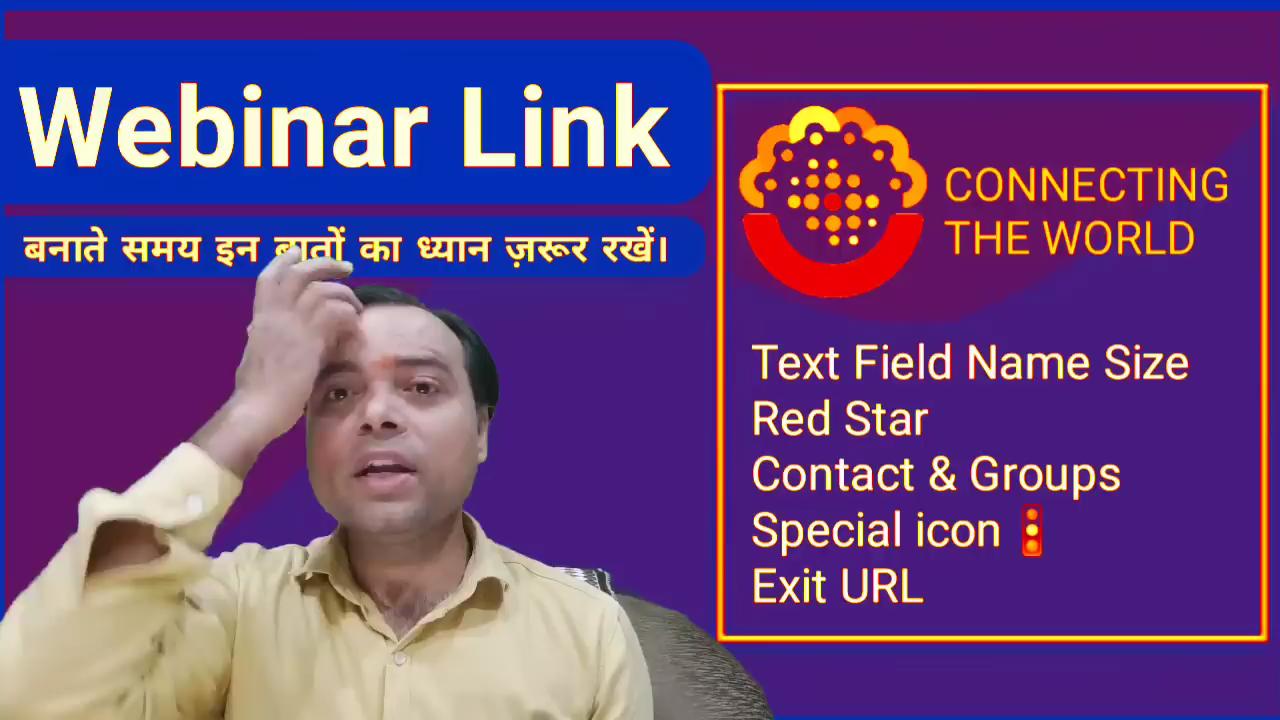 Webinar Link
बनाते समय इन बातों का ध्यान ज़रूर रखें।
CONNECTING
THE WORLD
Text Field Name Size
Red Star
Contact & Groups
Special icon
Exit URL